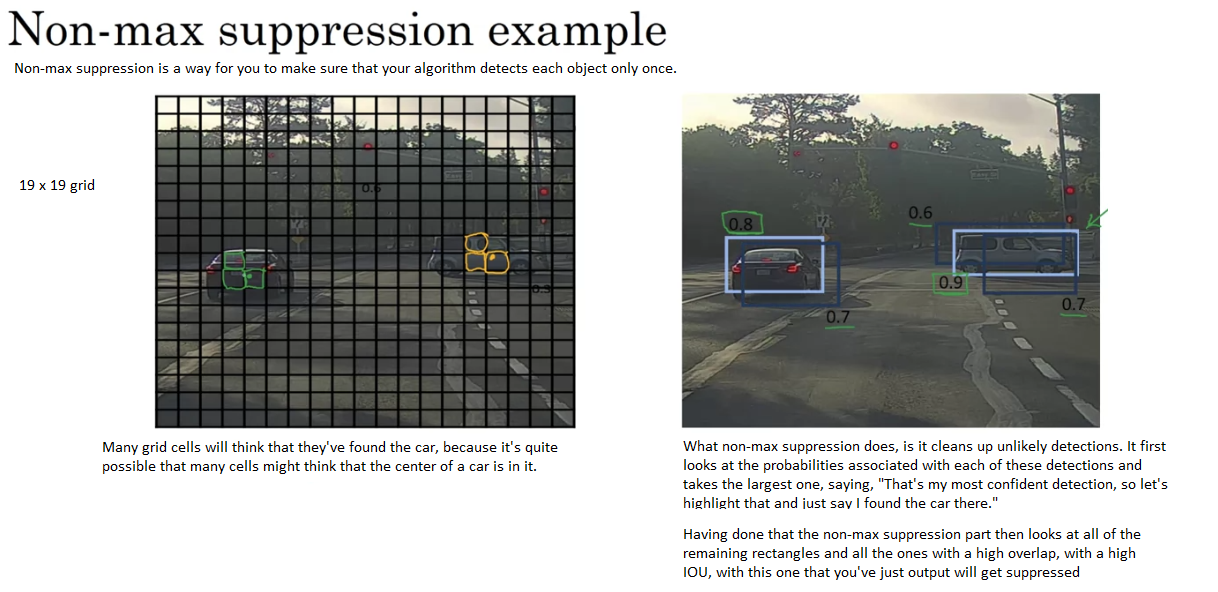 Non-max suppression example
Non-max suppression is a way for you to make sure that your algorithm detects each object only once.
19 x 19 grid
0.6
Many grid cells will think that they've found the car, because it's quite
possible that many cells might think that the center of a car is in it.
0.8
0.6
0.9
0.7
0.7
What non-max suppression does, is it cleans up unlikely detections. It first
looks at the probabilities associated with each of these detections and
takes the largest one, saying, "That's my most confident detection, so let's
highlight that and just say I found the car there."
Having done that the non-max suppression part then looks at all of the
remaining rectangles and all the ones with a high overlap, with a high
IOU, with this one that you've just output will get suppressed